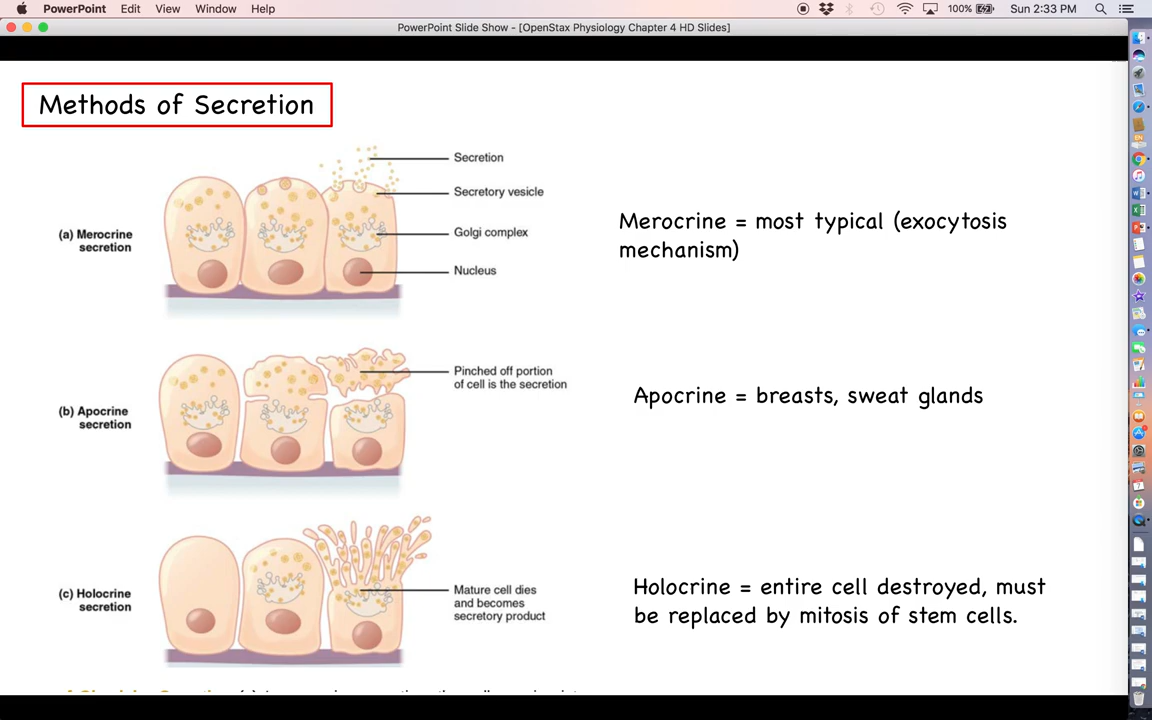 PowerPoint Edit View Window Help 100% Sun 2:33 PM
PowerPoint Slide Show - [OpenStax Physiology Chapter 4 HD Slides]
Methods of Secretion
Secretion
Secretory vesicle
(a) Merocrine
secretion
Golgi complex
Nucleus
Merocrine = most typical (exocytosis
mechanism)
Pinched off portion
of cell is the secretion
(b) Apocrine
secretion
Apocrine = breasts, sweat glands
(c) Holocrine
secretion
Mature cell dies
and becomes
secretory product
Holocrine = entire cell destroyed, must
be replaced by mitosis of stem cells.